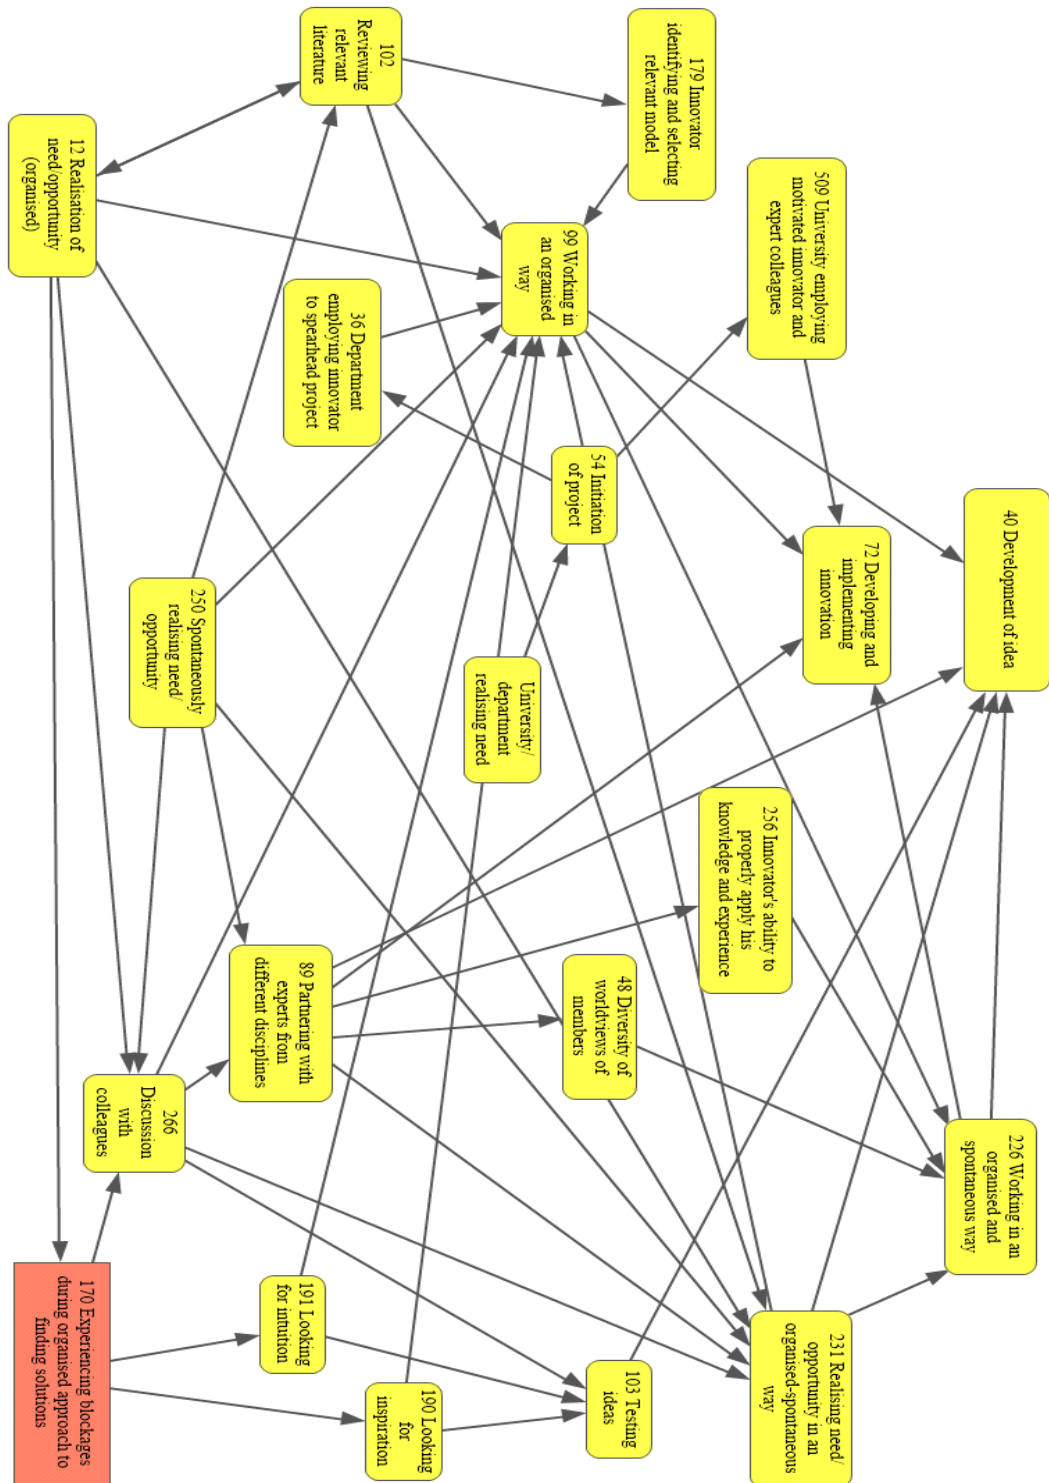 40 Development of idea
226 Working in an
organised and
spontaneous way
72 Developing and
implementing
innovation
509 University employing
motivated innovator and
expert colleagues
231 Realising need/
opportunity in an
organised-spontaneous
way
256 Innovator's ability to
properly apply his
knowledge and experience
179 Innovator
identifying and selecting
relevant model
103 Testing
ideas
48 Diversity of
worldviews of
members
54 Initiation
of project
99 Working in
an organised
way
University/
department
realising need
190 Looking
for
inspiration
102
Reviewing
relevant
literature
36 Department
employing innovator
to spearhead project
89 Partnering with
experts from
different disciplines
191 Looking
for intuition
250 Spontaneously
realising need/
opportunity
266
Discussion
with
colleagues
12 Realisation of
need/opportunity
(organised)
170 Experiencing blockages
during organised approach to
finding solutions